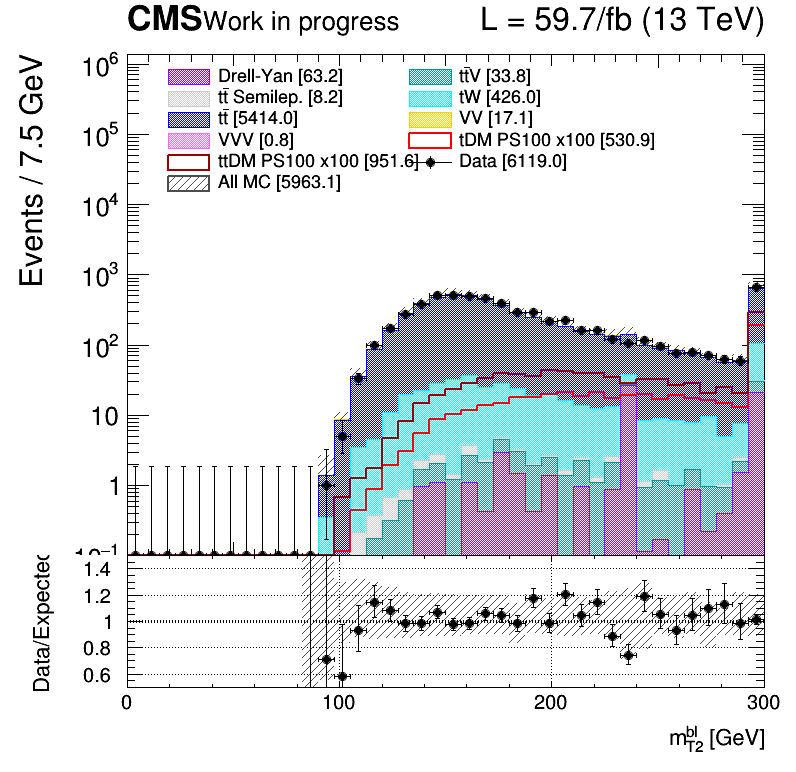 CMS Work in progress L = 59.7/fb (13 TeV)
Events / 7.5 GeV
10⁶
10⁵
10⁴
10³
10²
10
1
10⁻¹
Drell-Yan [63.2]
tt̄V [33.8]
tt̄ Semilep. [8.2]
tW [426.0]
tt̄ [5414.0]
VV [17.1]
VVV [0.8]
tDM PS100 x100 [530.9]
ttDM PS100 x100 [951.6]
Data [6119.0]
All MC [5963.1]
Data/Expected
1.4
1.2
1
0.8
0.6
0 100 200 300
m_{T2}^{bl} [GeV]